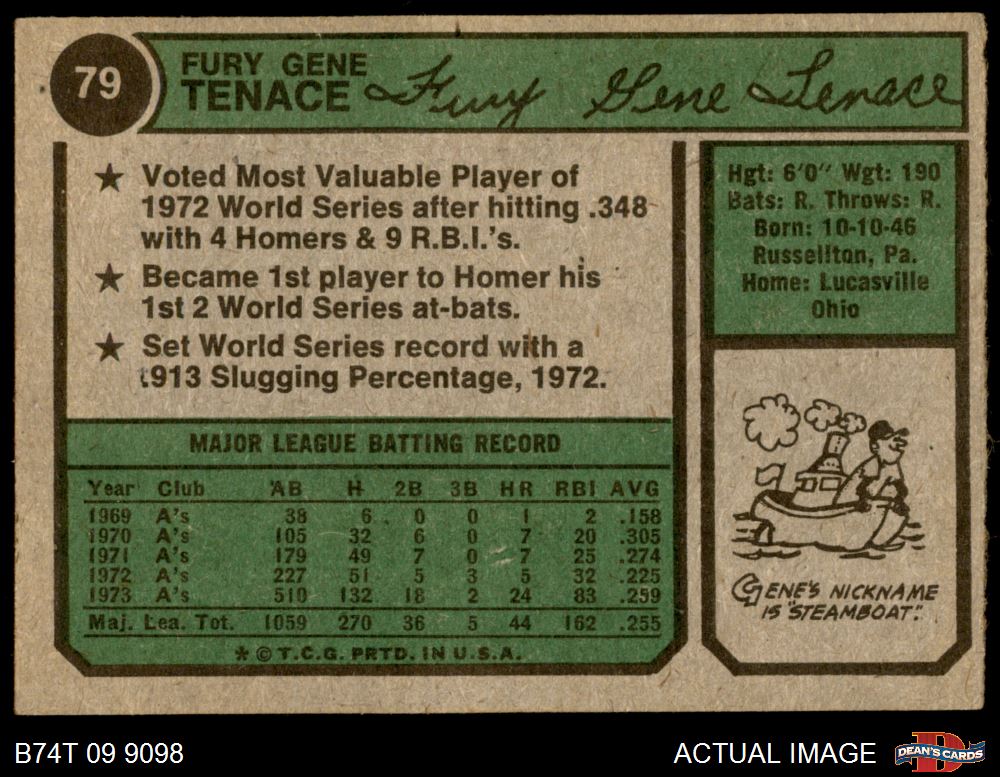 79
FURY GENE
TENACE
Fury Gene Tenace
★ Voted Most Valuable Player of
1972 World Series after hitting .348
with 4 Homers & 9 R.B.I.'s.
★ Became 1st player to Homer his
1st 2 World Series at-bats.
★ Set World Series record with a
.913 Slugging Percentage, 1972.
Hgt: 6'0" Wgt: 190
Bats: R. Throws: R.
Born: 10-10-46
Russellton, Pa.
Home: Lucasville
Ohio
MAJOR LEAGUE BATTING RECORD
Year Club AB H 2B 3B HR RBI AVG
1969 A's 38 6 0 0 1 2 .158
1970 A's 105 32 6 0 7 20 .305
1971 A's 179 49 7 0 7 25 .274
1972 A's 227 51 5 3 5 32 .225
1973 A's 510 132 18 2 24 83 .259
Maj. Lea. Tot. 1059 270 36 5 44 162 .255
* © T.C.G. PRTD. IN U.S.A.
GENE'S NICKNAME
IS "STEAMBOAT".
B74T 09 9098
ACTUAL IMAGE
D
DEAN'S CARDS